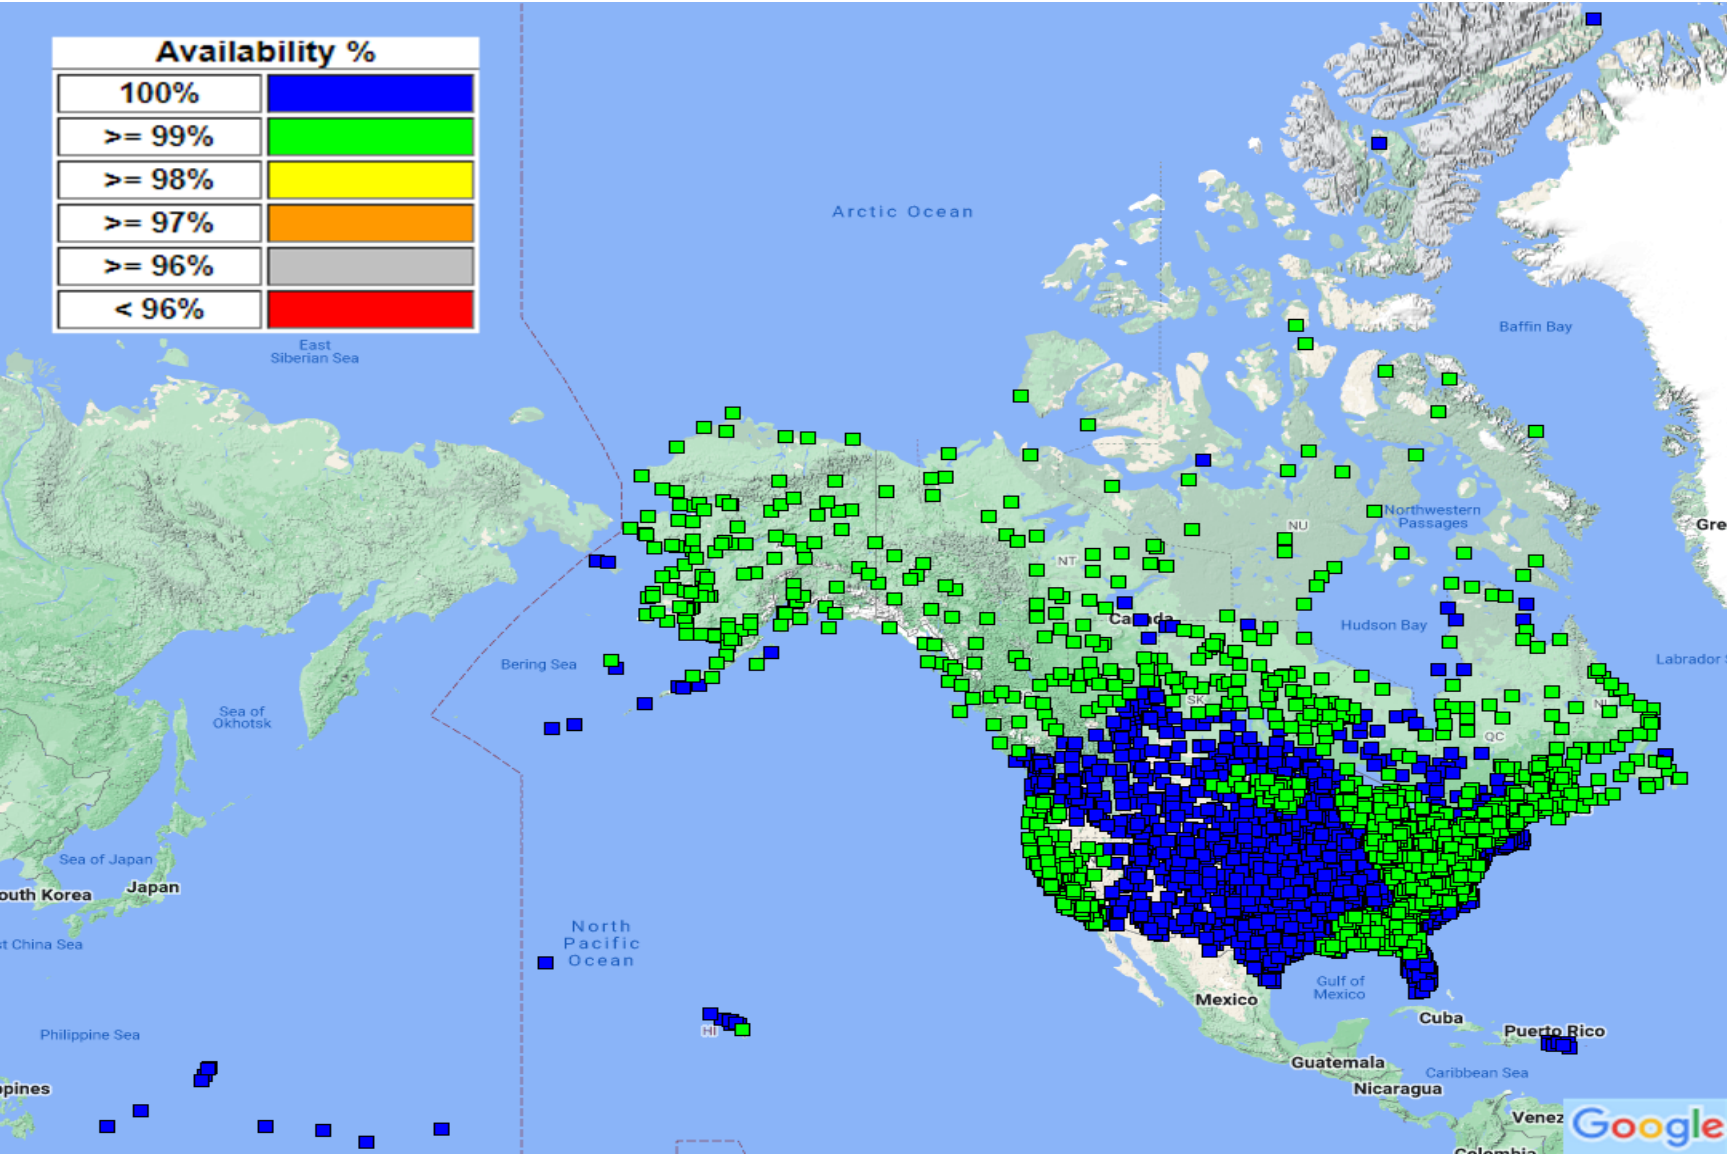 Availability %
100%
>= 99%
>= 98%
>= 97%
>= 96%
< 96%
East
Siberian Sea
Arctic Ocean
Baffin Bay
Northwestern
Passages
NU
NT
Gre
Canada
Hudson Bay
Labrador
Bering Sea
Sea of
Okhotsk
SK
NL
QC
Sea of Japan
outh Korea
Japan
t China Sea
North
Pacific
Ocean
Gulf of
Mexico
Mexico
Cuba
Puerto Rico
HI
Philippine Sea
Guatemala
Caribbean Sea
Nicaragua
ppines
Venez
Google
Colombia